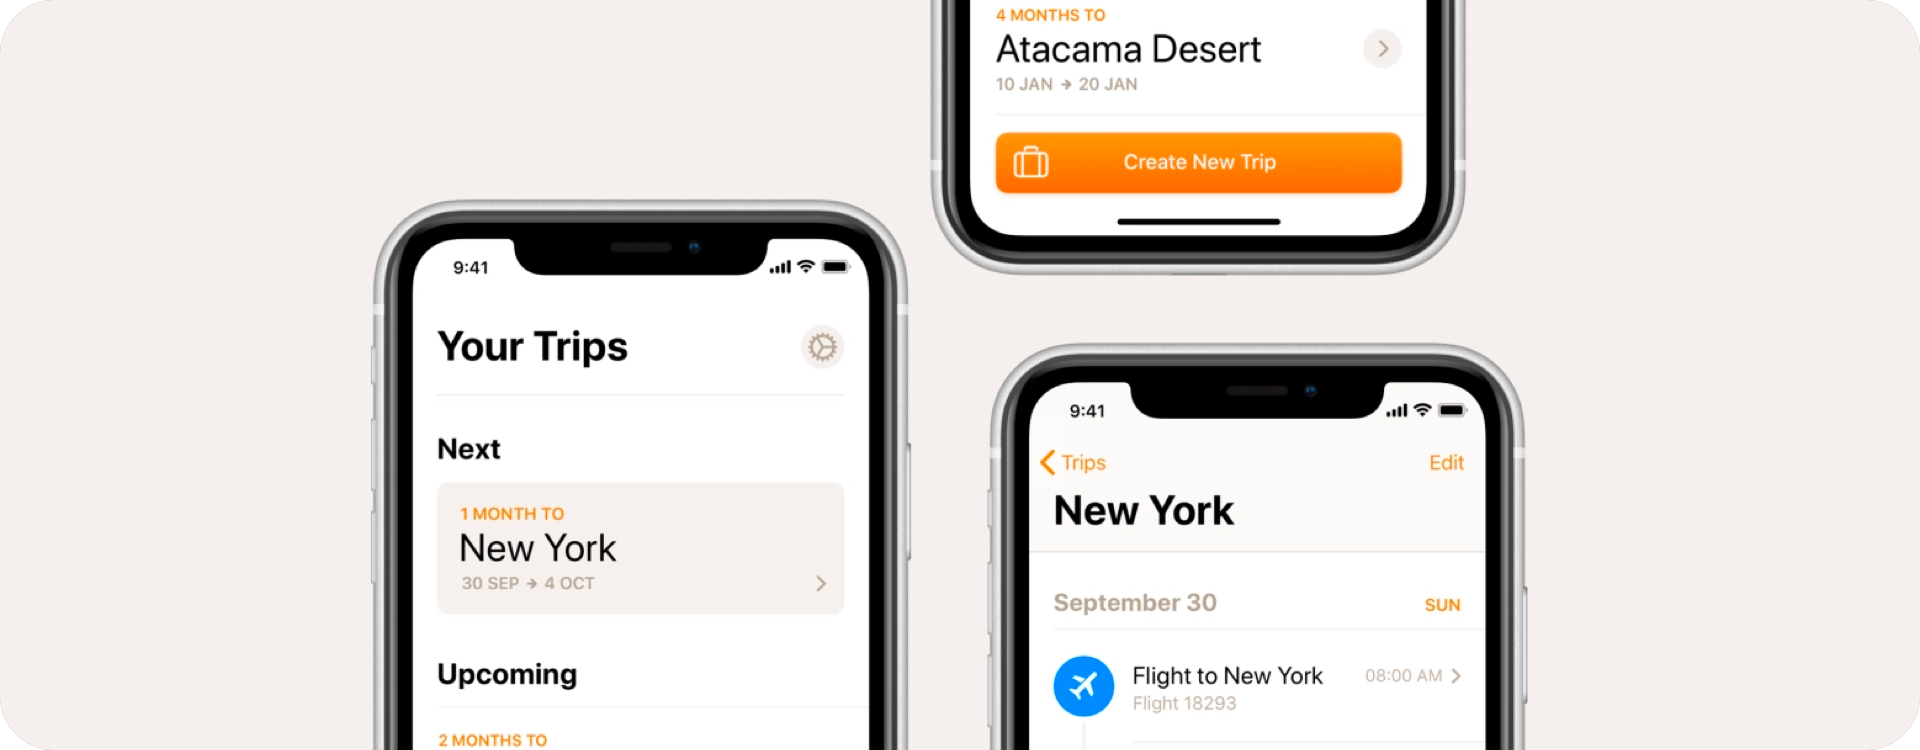 4 MONTHS TO
Atacama Desert
10 JAN → 20 JAN
Create New Trip
9:41
Your Trips
Next
1 MONTH TO
New York
30 SEP → 4 OCT
Upcoming
2 MONTHS TO
9:41
Trips
Edit
New York
September 30
SUN
Flight to New York
08:00 AM
Flight 18293